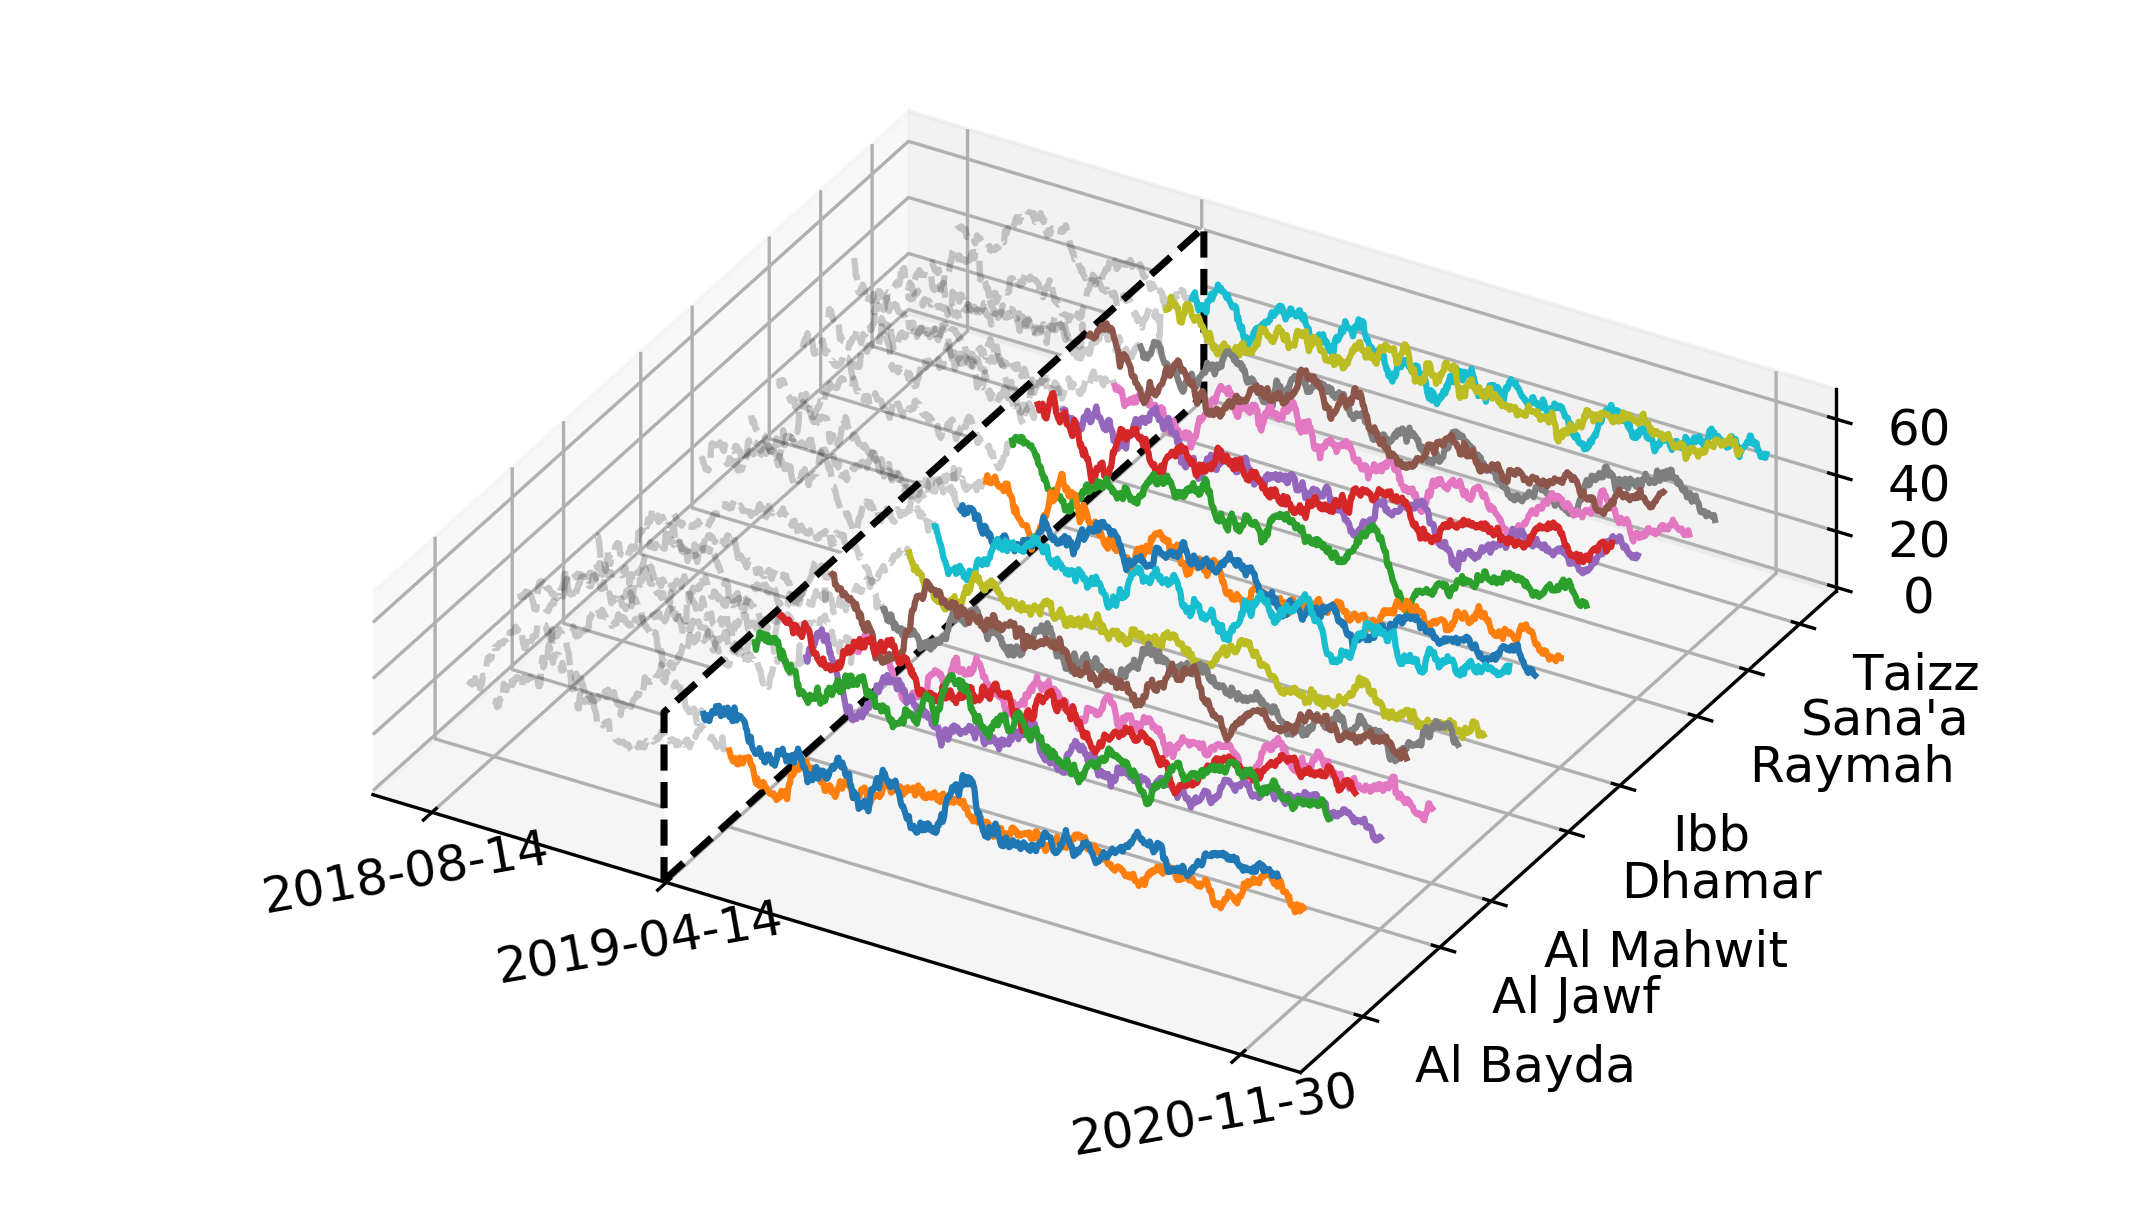 60
40
20
0
Taizz
Sana'a
Raymah
Ibb
Dhamar
Al Mahwit
Al Jawf
Al Bayda
2018-08-14
2019-04-14
2020-11-30